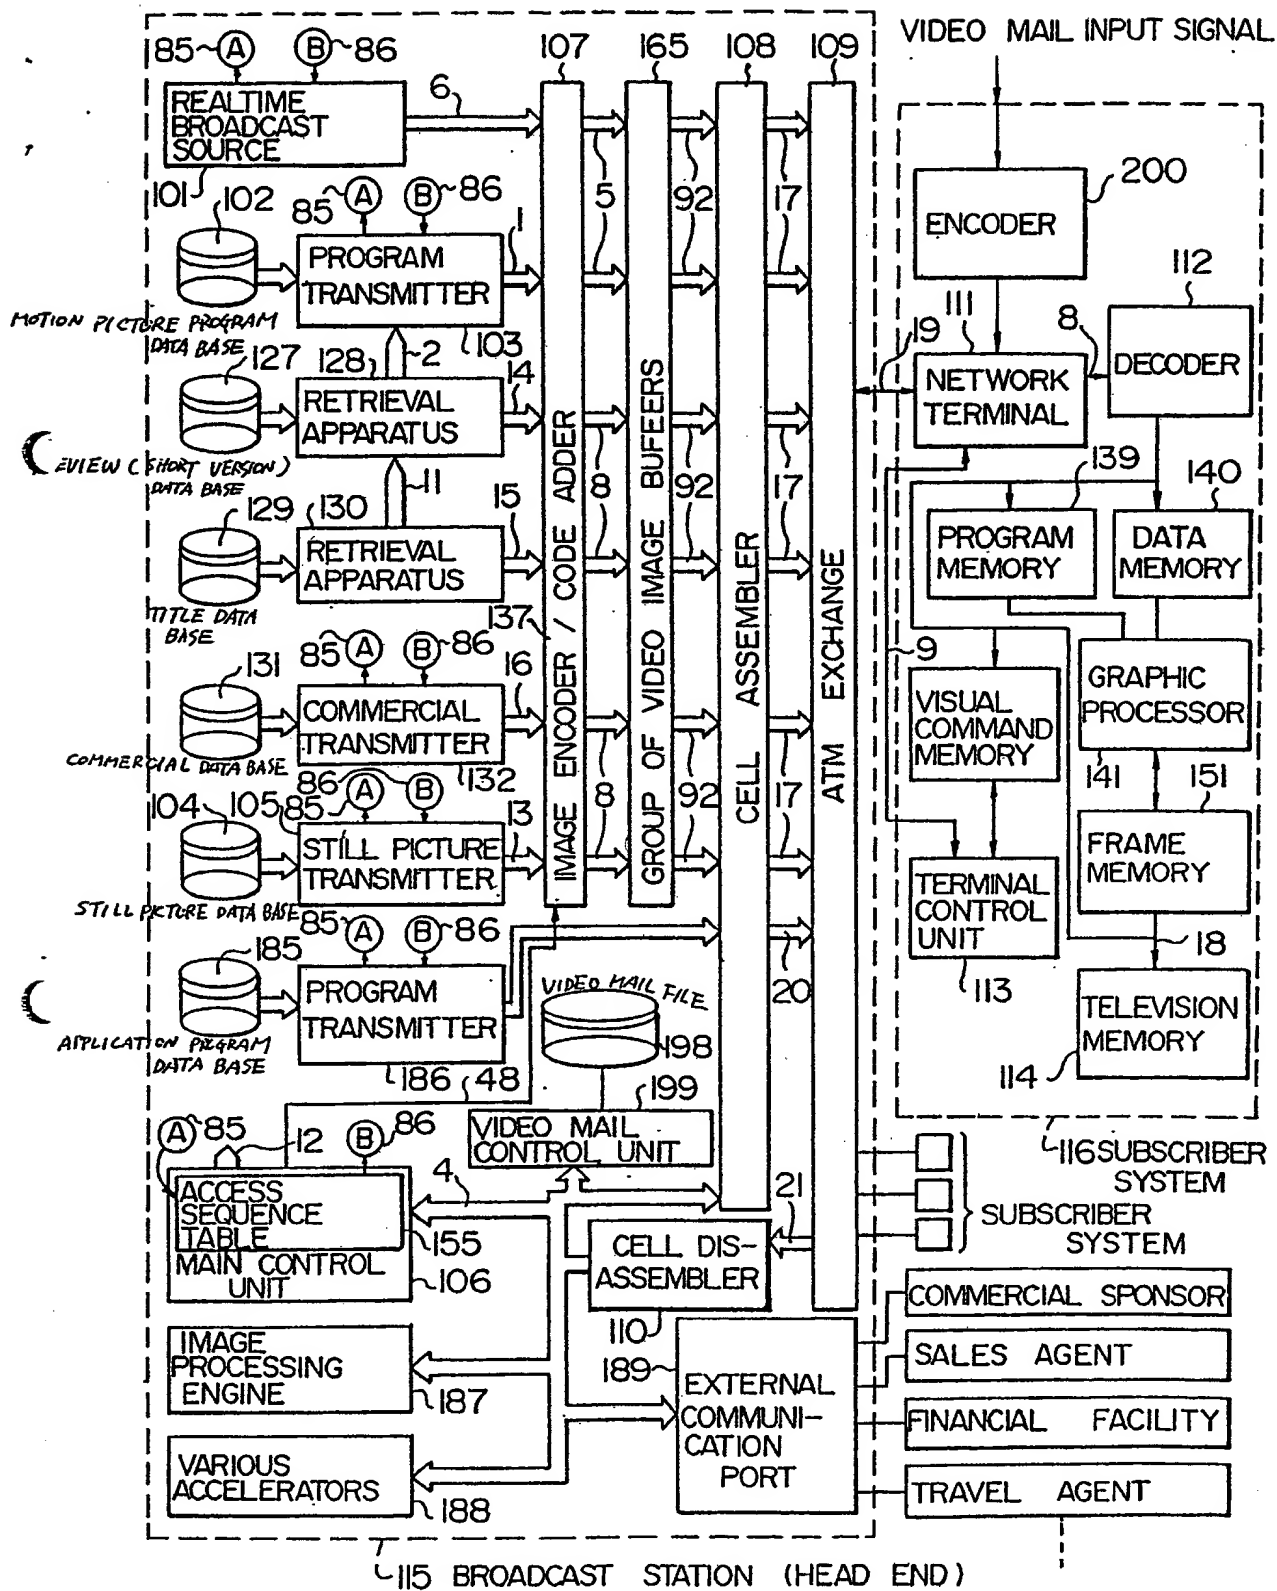 85 A B 86 107 165 108 109 VIDEO MAIL INPUT SIGNAL
REALTIME
BROADCAST
SOURCE
6
101
102
85 A B 86
5 92 17
200
ENCODER
PROGRAM
TRANSMITTER
1
MOTION PICTURE PROGRAM
DATA BASE
2 103
112
DECODER
111
19
8
NETWORK
TERMINAL
127 128
RETRIEVAL
APPARATUS
14
EVIEW (SHORT VERSION)
DATA BASE
11
8 92 17
139
140
PROGRAM
MEMORY
DATA
MEMORY
129 130
RETRIEVAL
APPARATUS
15
TITLE DATA
BASE
137
IMAGE ENCODER / CODE ADDER
GROUP OF VIDEO IMAGE BUFEERS
CELL ASSEMBLER
ATM EXCHANGE
9
85 A B 86
131
COMMERCIAL
TRANSMITTER
16
COMMERCIAL DATA BASE
132
VISUAL
COMMAND
MEMORY
GRAPHIC
PROCESSOR
141
151
86
104 105 85 A B
STILL PICTURE
TRANSMITTER
13
8 92 17
STILL PICTURE DATA BASE
FRAME
MEMORY
TERMINAL
CONTROL
UNIT
113
18
85 A B 86
185
PROGRAM
TRANSMITTER
20
APPLICATION PROGRAM
DATA BASE
186 48
VIDEO MAIL FILE
198
TELEVISION
MEMORY
114
199
VIDEO MAIL
CONTROL UNIT
A 85 12 B 86
116 SUBSCRIBER
SYSTEM
ACCESS
SEQUENCE
TABLE
155
MAIN CONTROL
UNIT
106
4
21
CELL DIS-
ASSEMBLER
110
SUBSCRIBER
SYSTEM
COMMERCIAL SPONSOR
IMAGE
PROCESSING
ENGINE
187
189
EXTERNAL
COMMUNI-
CATION
PORT
SALES AGENT
FINANCIAL FACILITY
VARIOUS
ACCELERATORS
188
TRAVEL AGENT
115 BROADCAST STATION (HEAD END)